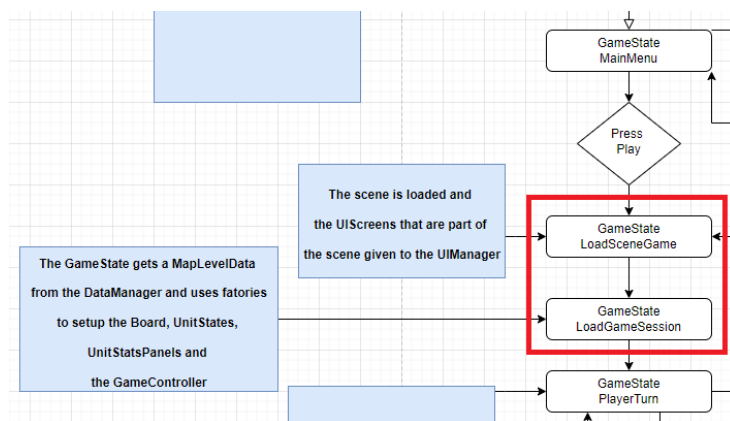 GameState
MainMenu
Press
Play
The scene is loaded and
the UIScreens that are part of
the scene given to the UIManager
GameState
LoadSceneGame
The GameState gets a MapLevelData
from the DataManager and uses fatories
to setup the Board, UnitStates,
UnitStatsPanels and
the GameController
GameState
LoadGameSession
GameState
PlayerTurn